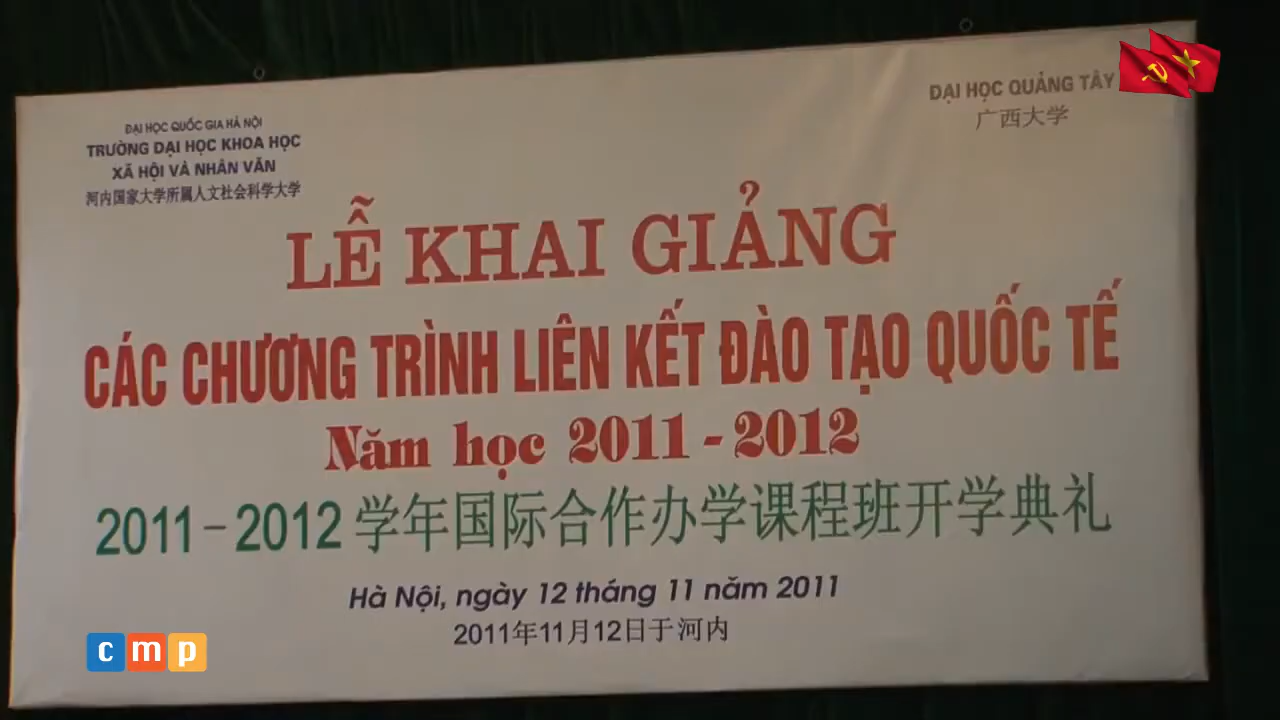 ĐẠI HỌC QUỐC GIA HÀ NỘI
TRƯỜNG ĐẠI HỌC KHOA HỌC
XÃ HỘI VÀ NHÂN VĂN
河内国家大学所属人文社会科学大学
ĐẠI HỌC QUẢNG TÂY
广西大学
LỄ KHAI GIẢNG
CÁC CHƯƠNG TRÌNH LIÊN KẾT ĐÀO TẠO QUỐC TẾ
Năm học 2011 - 2012
2011 - 2012 学年国际合作办学课程班开学典礼
Hà Nội, ngày 12 tháng 11 năm 2011
2011年11月12日于河内
cmp